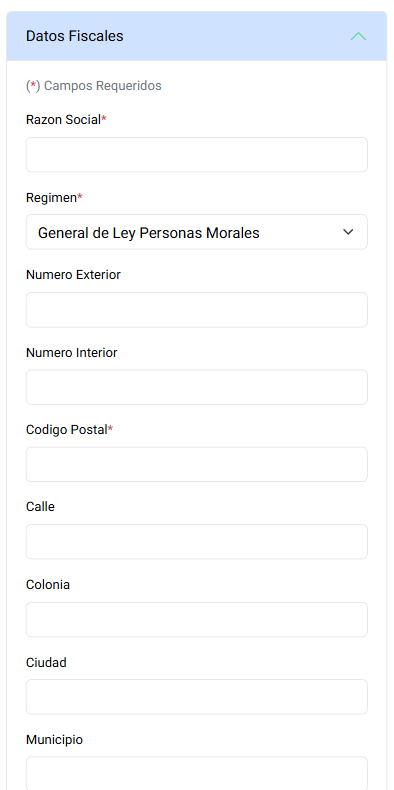 Datos Fiscales
(*) Campos Requeridos
Razon Social*
Regimen*
General de Ley Personas Morales
Numero Exterior
Numero Interior
Codigo Postal*
Calle
Colonia
Ciudad
Municipio